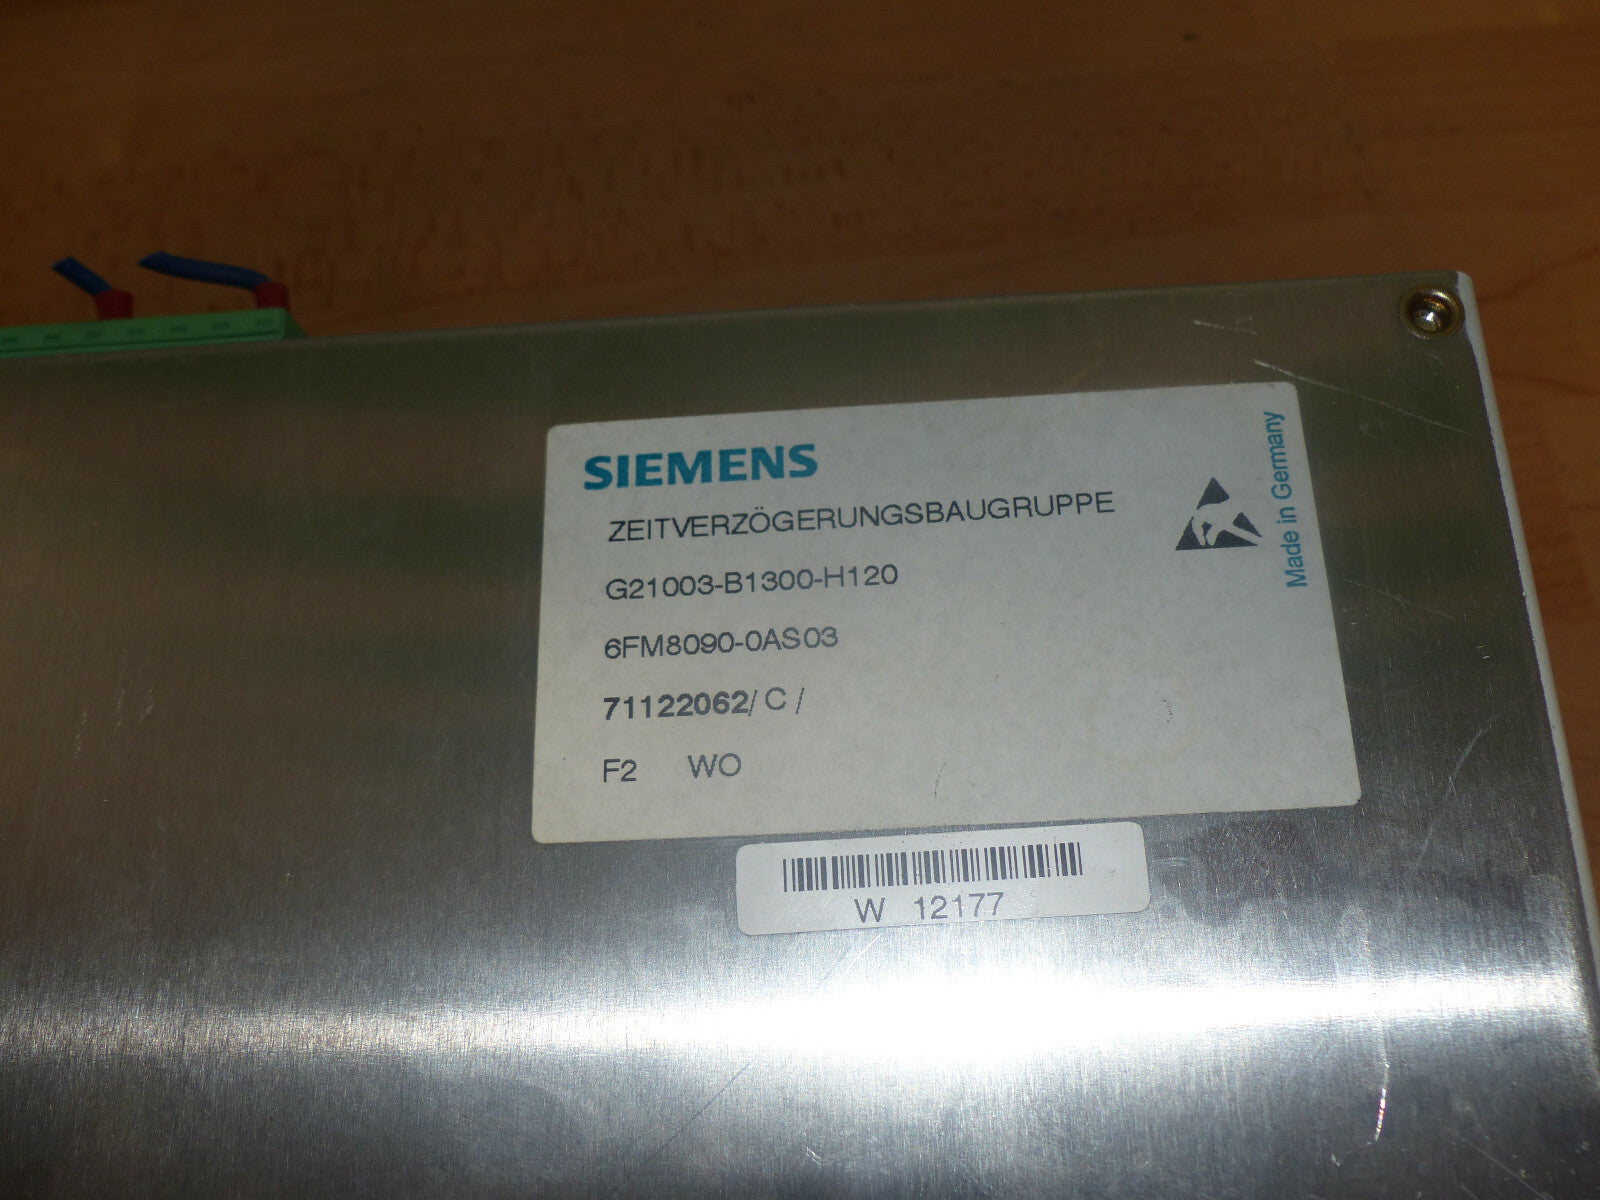 SIEMENS
ZEITVERZÖGERUNGSBAUGRUPPE
G21003-B1300-H120
6FM8090-0AS03
71122062/ C /
F2 WO
Made in Germany
W 12177